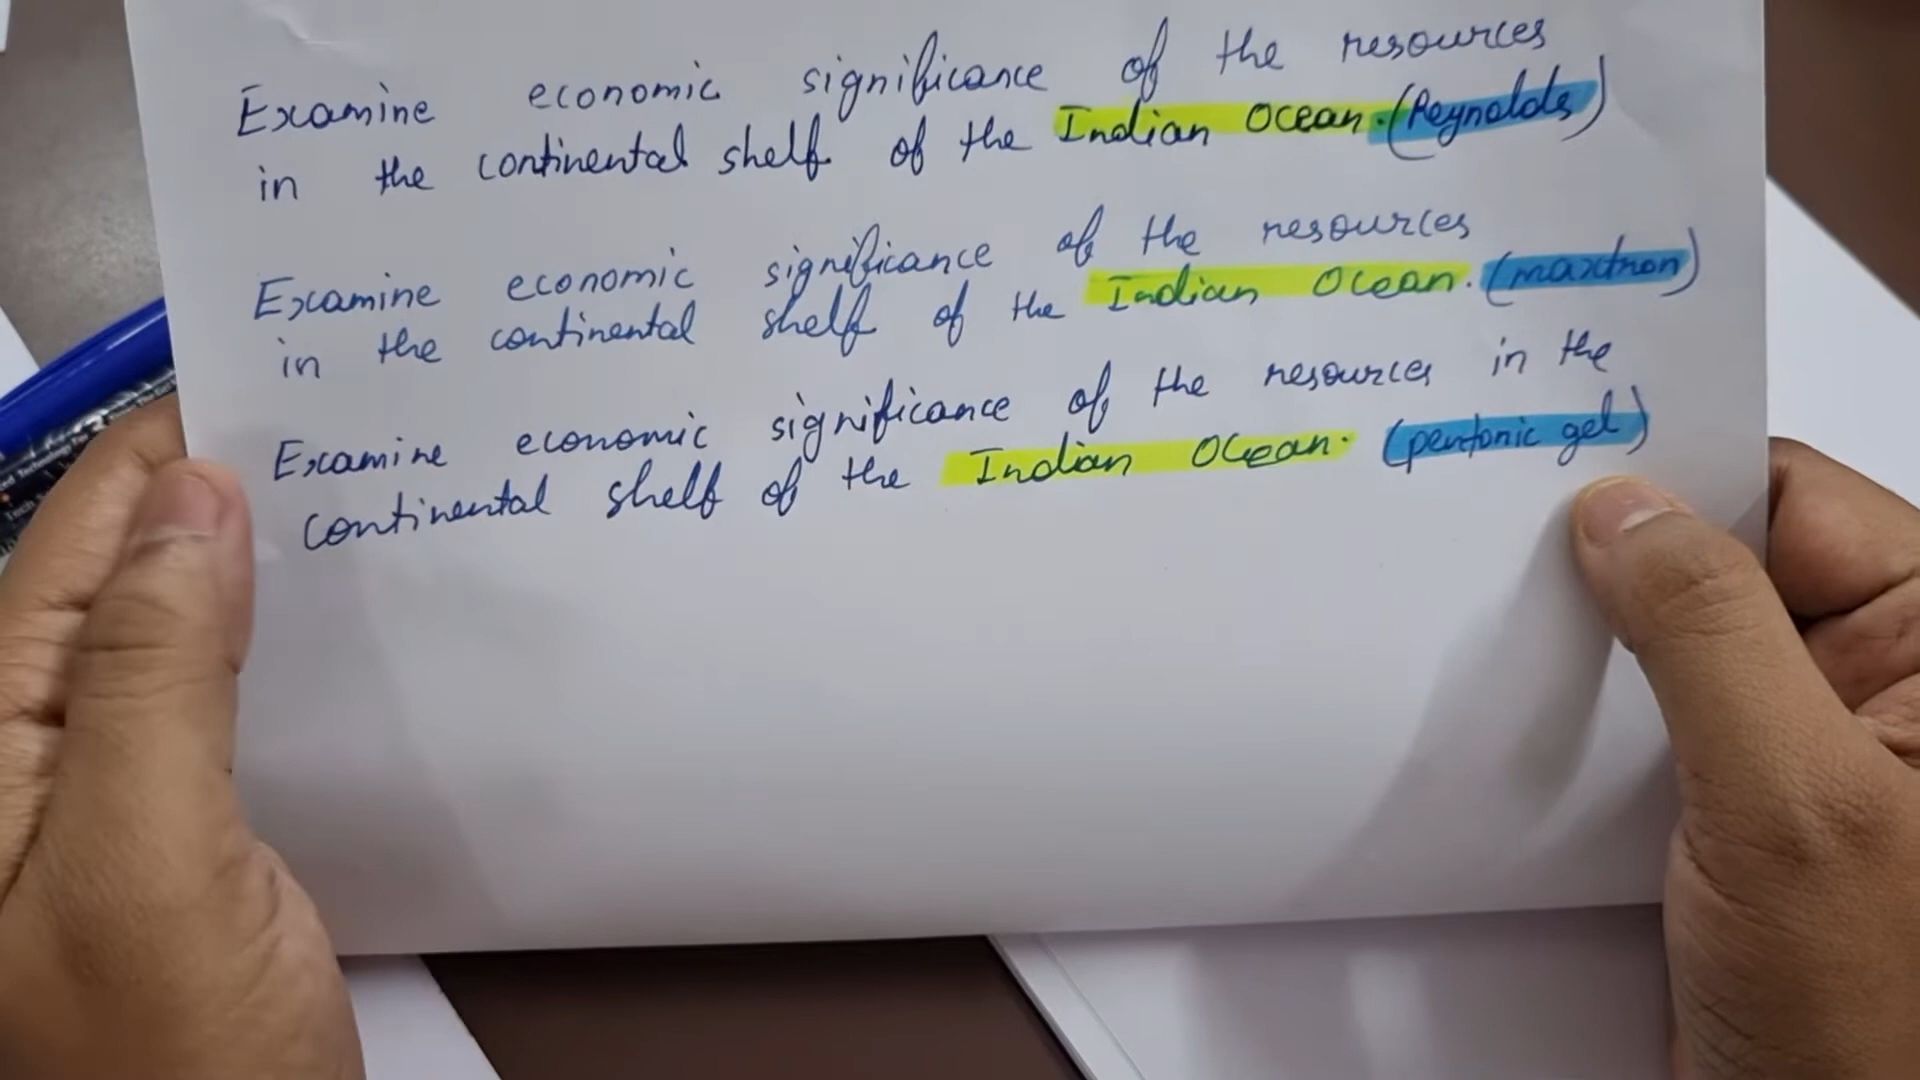 Examine economic significance of the resources
in the continental shelf of the Indian Ocean. (Reynolds)
Examine economic significance of the resources
in the continental shelf of the Indian Ocean. (maxtron)
Examine economic significance of the resources in the
continental shelf of the Indian Ocean. (pentonic gel)